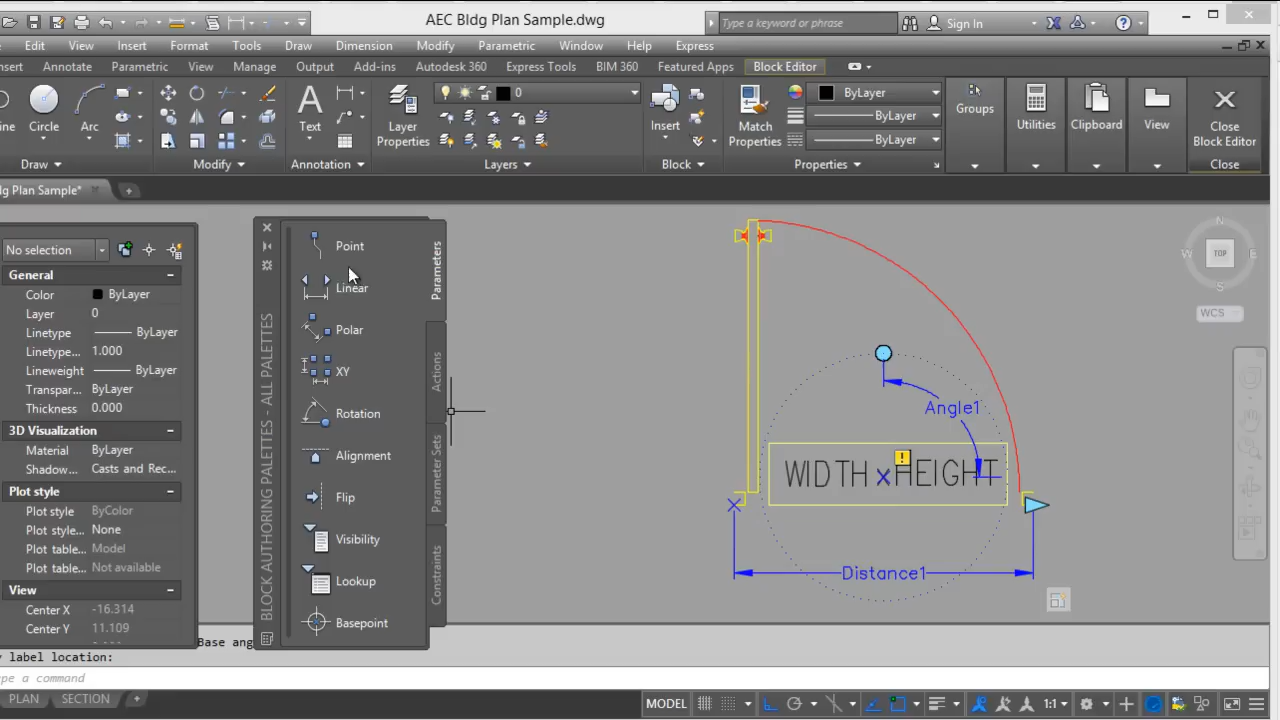 AEC Bldg Plan Sample.dwg
Type a keyword or phrase
Sign In
Edit View Insert Format Tools Draw Dimension Modify Parametric Window Help Express
nsert Annotate Parametric View Manage Output Add-ins Autodesk 360 Express Tools BIM 360 Featured Apps Block Editor
ine Circle Arc
Text
Layer Properties
0
Insert
Match Properties
ByLayer
ByLayer
ByLayer
Groups
Utilities
Clipboard
View
Close Block Editor
Draw Modify Annotation Layers Block Properties Close
dg Plan Sample*
No selection
General
Color ByLayer
Layer 0
Linetype ByLayer
Linetype... 1.000
Lineweight ByLayer
Transpar... ByLayer
Thickness 0.000
3D Visualization
Material ByLayer
Shadow... Casts and Rec...
Plot style
Plot style ByColor
Plot style... None
Plot table... Model
Plot table... Not available
View
Center X -16.314
Center Y 11.109
BLOCK AUTHORING PALETTES - ALL PALETTES
Point
Linear
Polar
XY
Rotation
Alignment
Flip
Visibility
Lookup
Basepoint
Parameters
Actions
Parameter Sets
Constraints
Angle1
WIDTH x HEIGHT
Distance1
N
W TOP E
S
WCS
Base ang
y label location:
ype a command
PLAN SECTION
MODEL 1:1